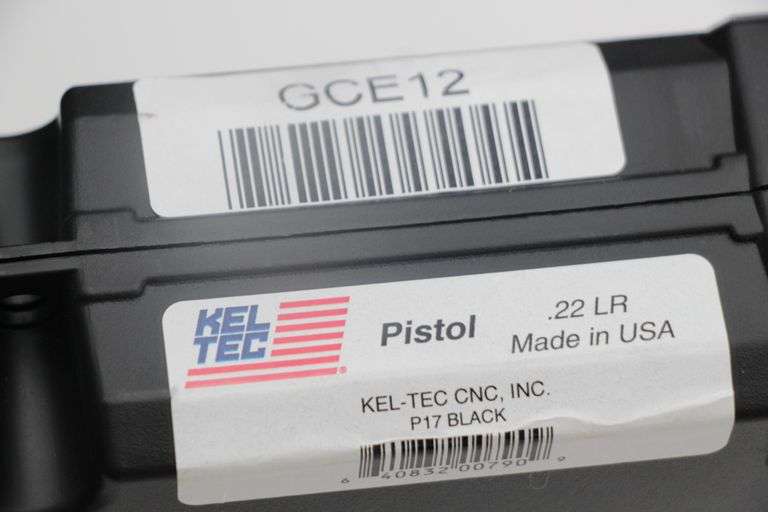 GCE12
KEL
TEC
Pistol
.22 LR
Made in USA
KEL-TEC CNC, INC.
P17 BLACK
6 40832 00790 9